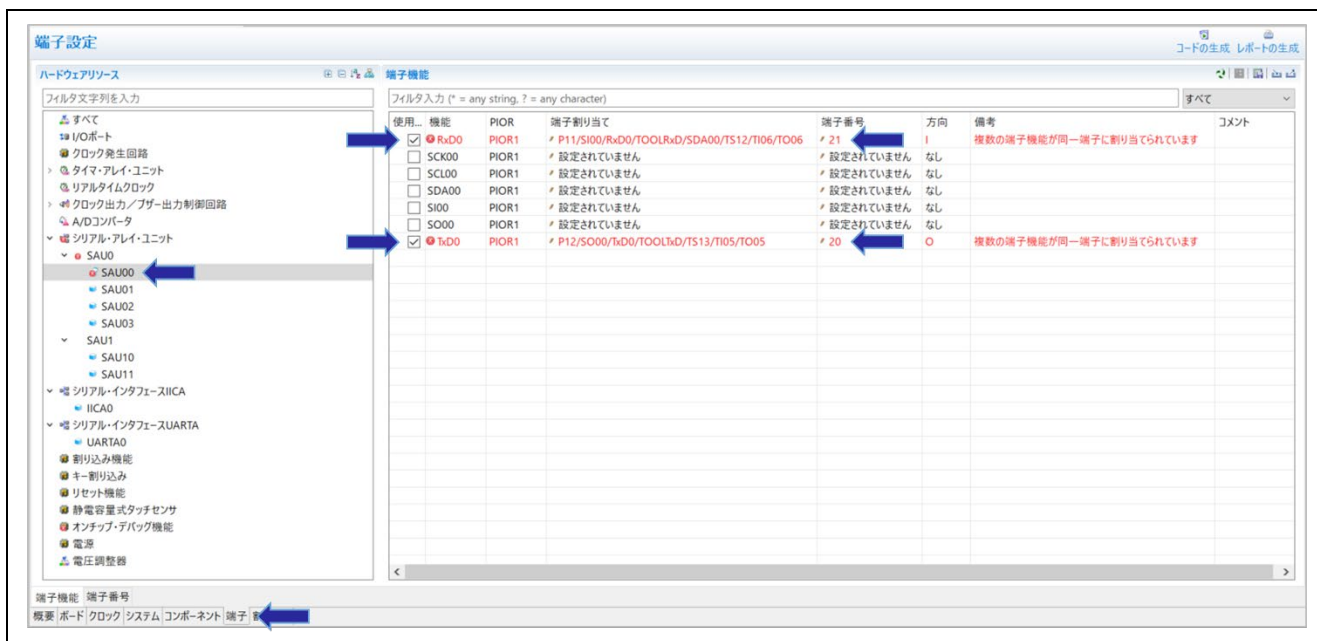 端子設定
コードの生成 レポートの生成
ハードウェアリソース
フィルタ文字列を入力
すべて
I/Oポート
クロック発生回路
タイマ・アレイ・ユニット
リアルタイムクロック
クロック出力／ブザー出力制御回路
A/Dコンバータ
シリアル・アレイ・ユニット
SAU0
SAU00
SAU01
SAU02
SAU03
SAU1
SAU10
SAU11
シリアル・インタフェースIICA
IICA0
シリアル・インタフェースUARTA
UARTA0
割り込み機能
キー割り込み
リセット機能
静電容量式タッチセンサ
オンチップ・デバッグ機能
電源
電圧調整器
端子機能
フィルタ入力 (* = any string, ? = any character)
すべて
使用... 機能 PIOR 端子割り当て 端子番号 方向 備考 コメント
RxD0 PIOR1 P11/SI00/RxD0/TOOLRxD/SDA00/TS12/TI06/TO06 21 I 複数の端子機能が同一端子に割り当てられています
SCK00 PIOR1 設定されていません 設定されていません なし
SCL00 PIOR1 設定されていません 設定されていません なし
SDA00 PIOR1 設定されていません 設定されていません なし
SI00 PIOR1 設定されていません 設定されていません なし
SO00 PIOR1 設定されていません 設定されていません なし
TxD0 PIOR1 P12/SO00/TxD0/TOOLTxD/TS13/TI05/TO05 20 O 複数の端子機能が同一端子に割り当てられています
端子機能 端子番号
概要 ボード クロック システム コンポーネント 端子